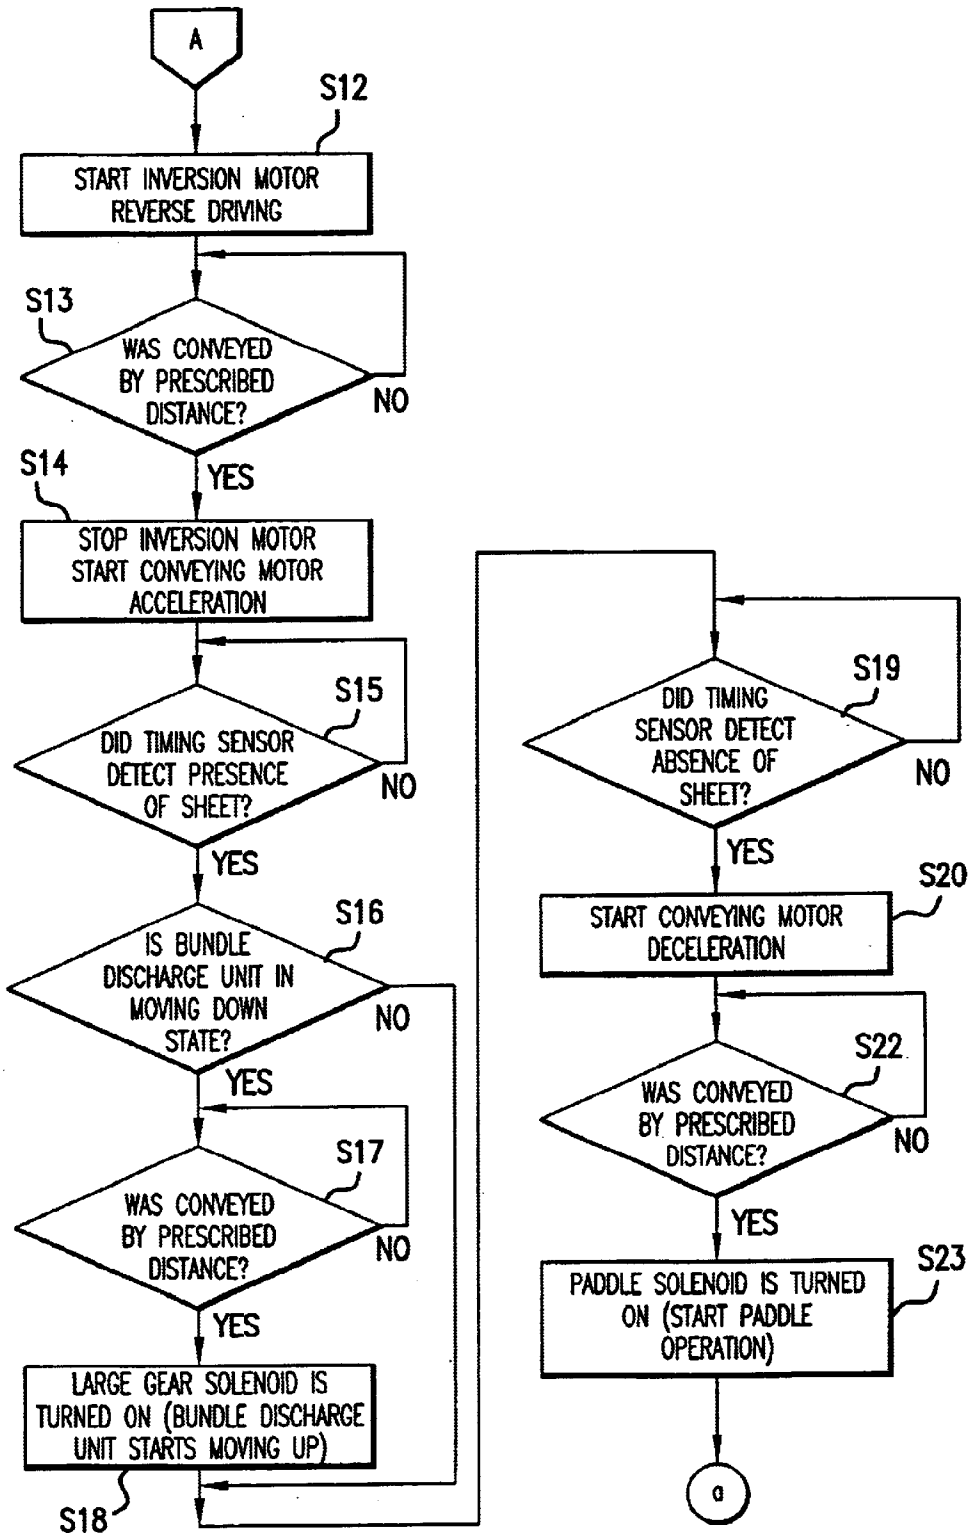 A
S12
START INVERSION MOTOR
REVERSE DRIVING
S13
WAS CONVEYED
BY PRESCRIBED
DISTANCE?
NO
YES
S14
STOP INVERSION MOTOR
START CONVEYING MOTOR
ACCELERATION
S15
DID TIMING SENSOR
DETECT PRESENCE
OF SHEET?
NO
YES
S16
IS BUNDLE
DISCHARGE UNIT IN
MOVING DOWN
STATE?
NO
YES
S17
WAS CONVEYED
BY PRESCRIBED
DISTANCE?
NO
YES
LARGE GEAR SOLENOID IS
TURNED ON (BUNDLE DISCHARGE
UNIT STARTS MOVING UP)
S18
S19
DID TIMING
SENSOR DETECT
ABSENCE OF
SHEET?
NO
YES
S20
START CONVEYING MOTOR
DECELERATION
S22
WAS CONVEYED
BY PRESCRIBED
DISTANCE?
NO
YES
S23
PADDLE SOLENOID IS TURNED
ON (START PADDLE
OPERATION)
a